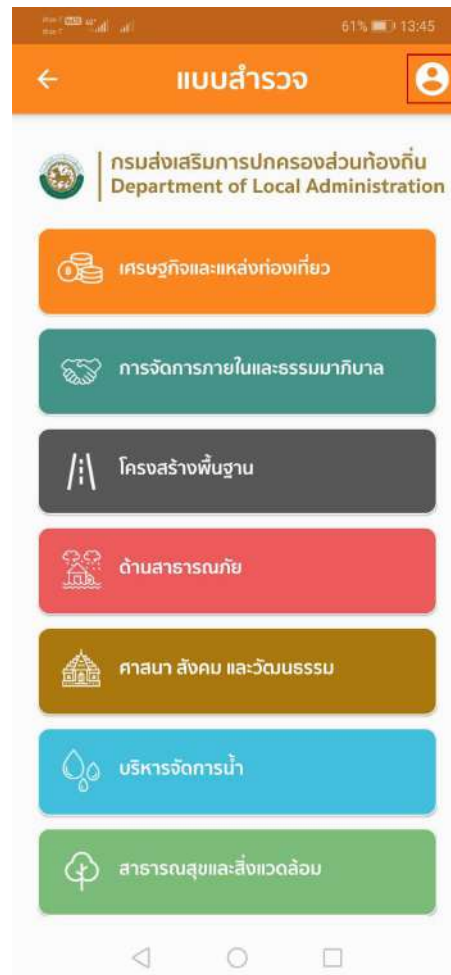 61% 13:45
แบบสำรวจ
กรมส่งเสริมการปกครองส่วนท้องถิ่น
Department of Local Administration
เศรษฐกิจและแหล่งท่องเที่ยว
การจัดการภายในและธรรมมาภิบาล
โครงสร้างพื้นฐาน
ด้านสาธารณภัย
ศาสนา สังคม และวัฒนธรรม
บริหารจัดการน้ำ
สาธารณสุขและสิ่งแวดล้อม